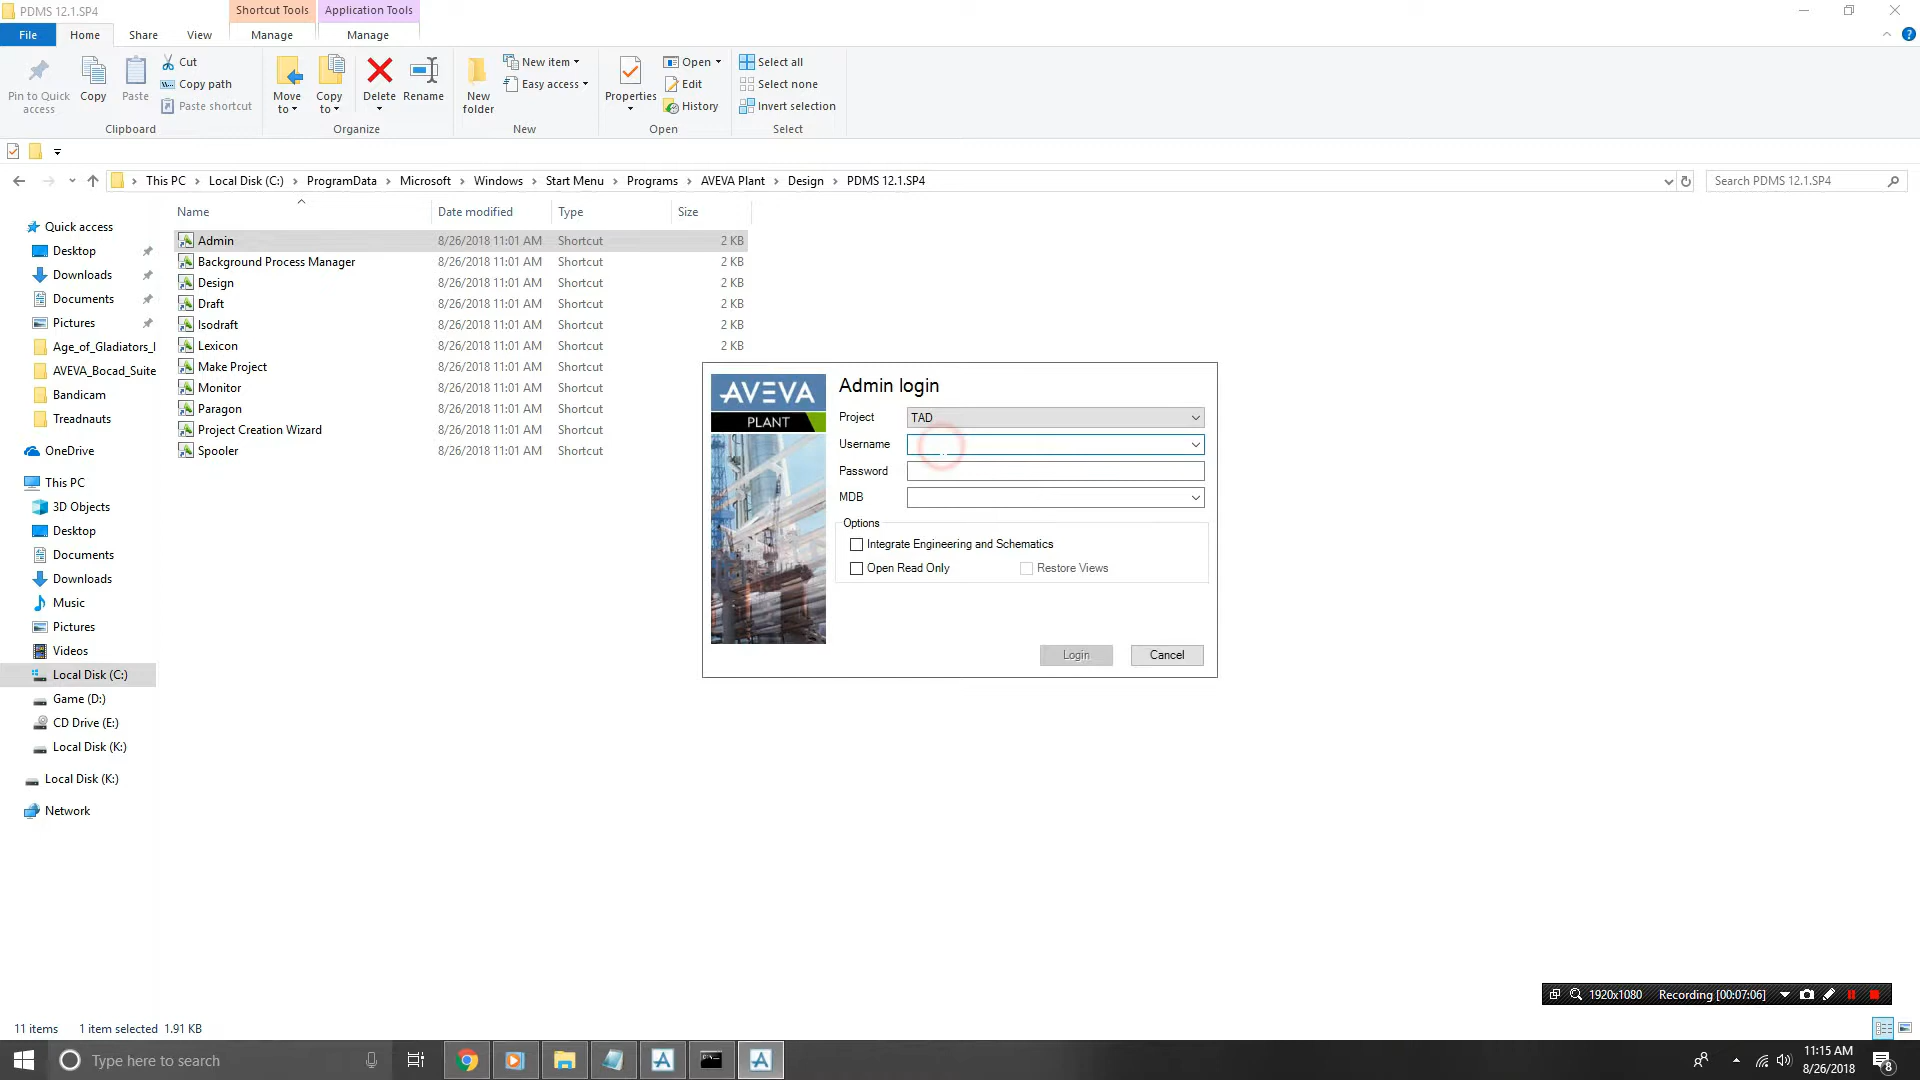 PDMS 12.1.SP4
Shortcut Tools
Application Tools
File
Home
Share
View
Manage
Manage
Pin to Quick access
Copy
Paste
Cut
Copy path
Paste shortcut
Clipboard
Move to
Copy to
Delete
Rename
Organize
New folder
New item
Easy access
New
Properties
Open
Edit
History
Open
Select all
Select none
Invert selection
Select
This PC
Local Disk (C:)
ProgramData
Microsoft
Windows
Start Menu
Programs
AVEVA Plant
Design
PDMS 12.1.SP4
Search PDMS 12.1.SP4
Name Date modified Type Size
Admin 8/26/2018 11:01 AM Shortcut 2 KB
Background Process Manager 8/26/2018 11:01 AM Shortcut 2 KB
Design 8/26/2018 11:01 AM Shortcut 2 KB
Draft 8/26/2018 11:01 AM Shortcut 2 KB
Isodraft 8/26/2018 11:01 AM Shortcut 2 KB
Lexicon 8/26/2018 11:01 AM Shortcut 2 KB
Make Project 8/26/2018 11:01 AM Shortcut
Monitor 8/26/2018 11:01 AM Shortcut
Paragon 8/26/2018 11:01 AM Shortcut
Project Creation Wizard 8/26/2018 11:01 AM Shortcut
Spooler 8/26/2018 11:01 AM Shortcut
Quick access
Desktop
Downloads
Documents
Pictures
Age_of_Gladiators_I
AVEVA_Bocad_Suite
Bandicam
Treadnauts
OneDrive
This PC
3D Objects
Desktop
Documents
Downloads
Music
Pictures
Videos
Local Disk (C:)
Game (D:)
CD Drive (E:)
Local Disk (K:)
Local Disk (K:)
Network
AVEVA
PLANT
Admin login
Project TAD
Username
Password
MDB
Options
Integrate Engineering and Schematics
Open Read Only
Restore Views
Login
Cancel
1920x1080 Recording [00:07:06]
11 items 1 item selected 1.91 KB
Type here to search
11:15 AM
8/26/2018
8